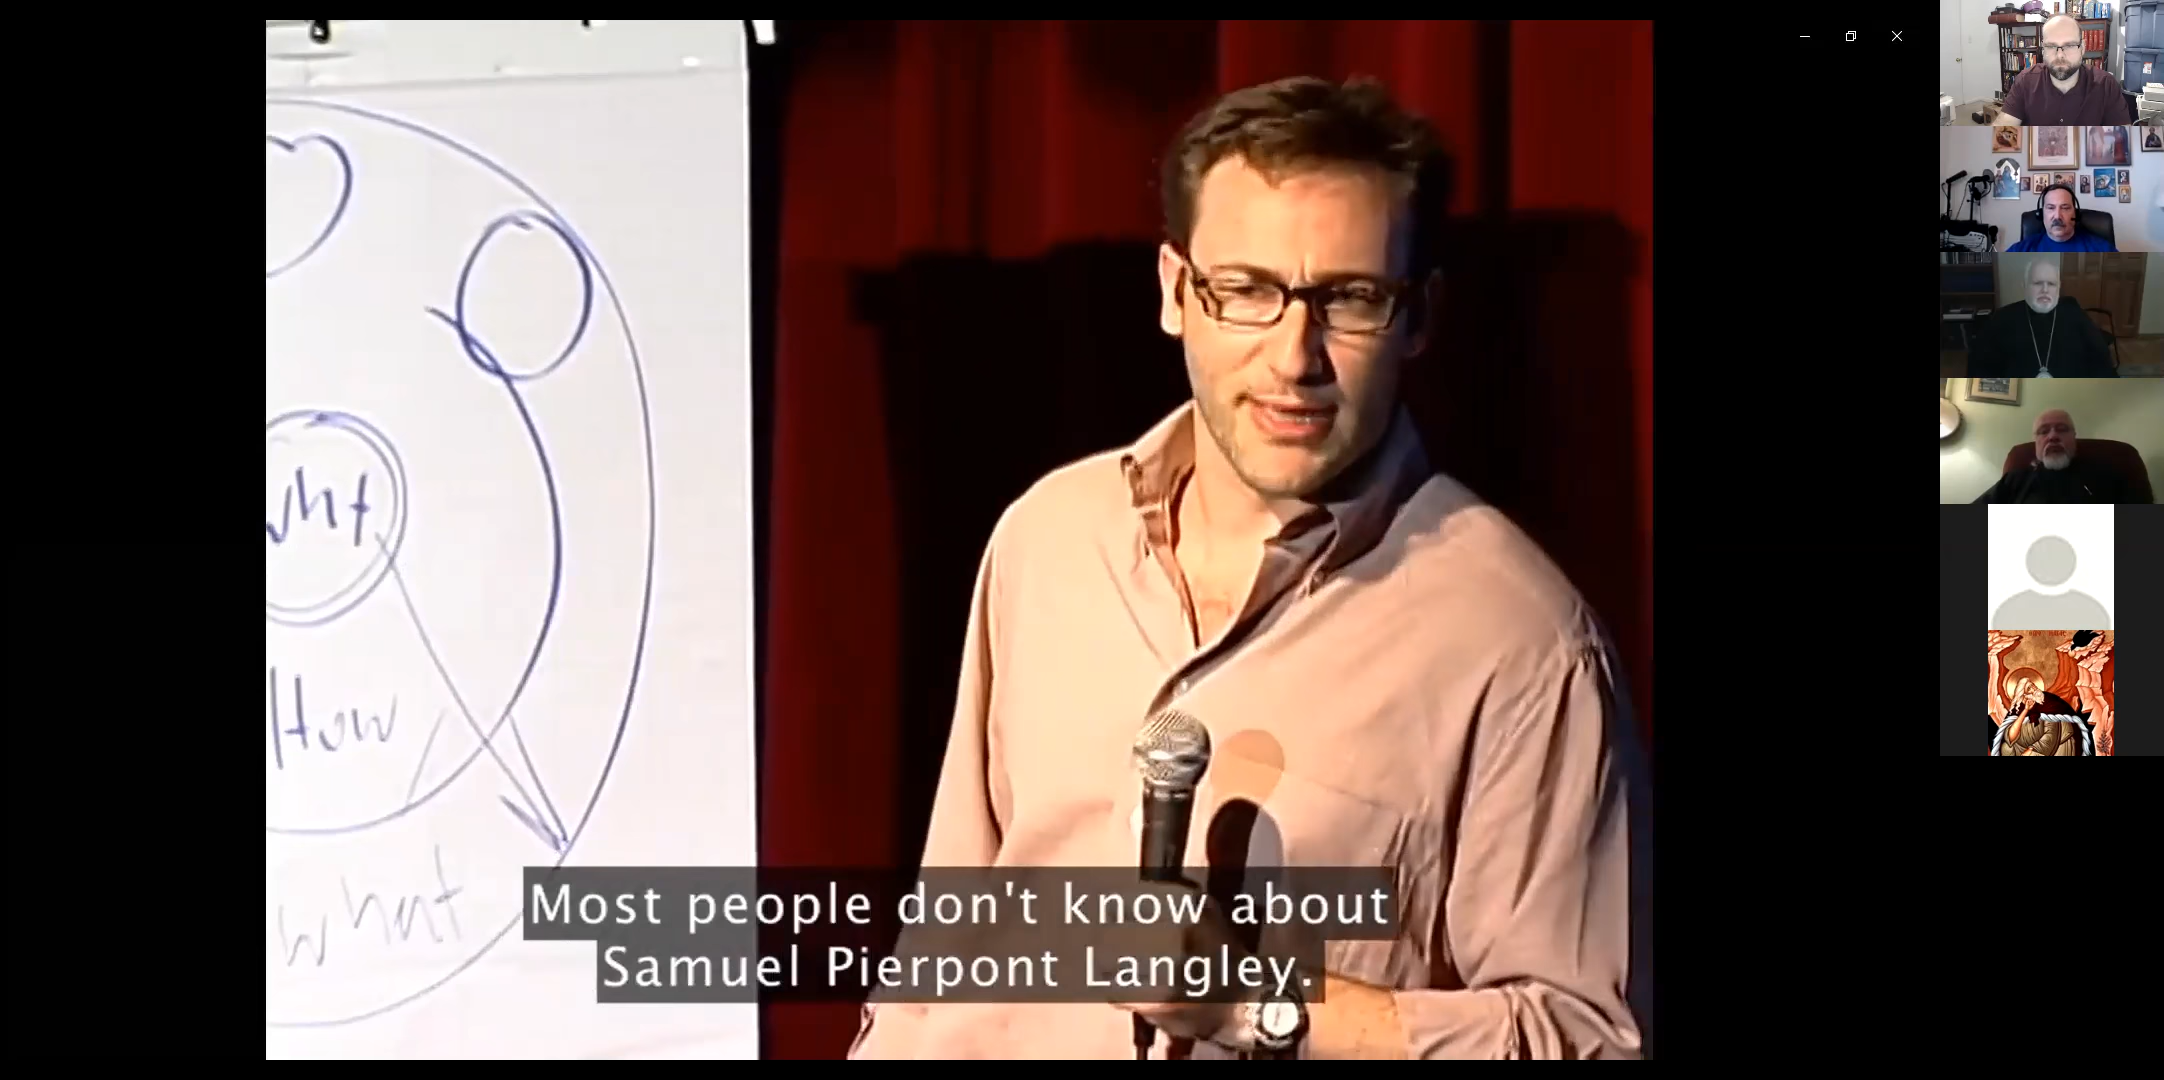 why
How
what
Most people don't know about
Samuel Pierpont Langley.